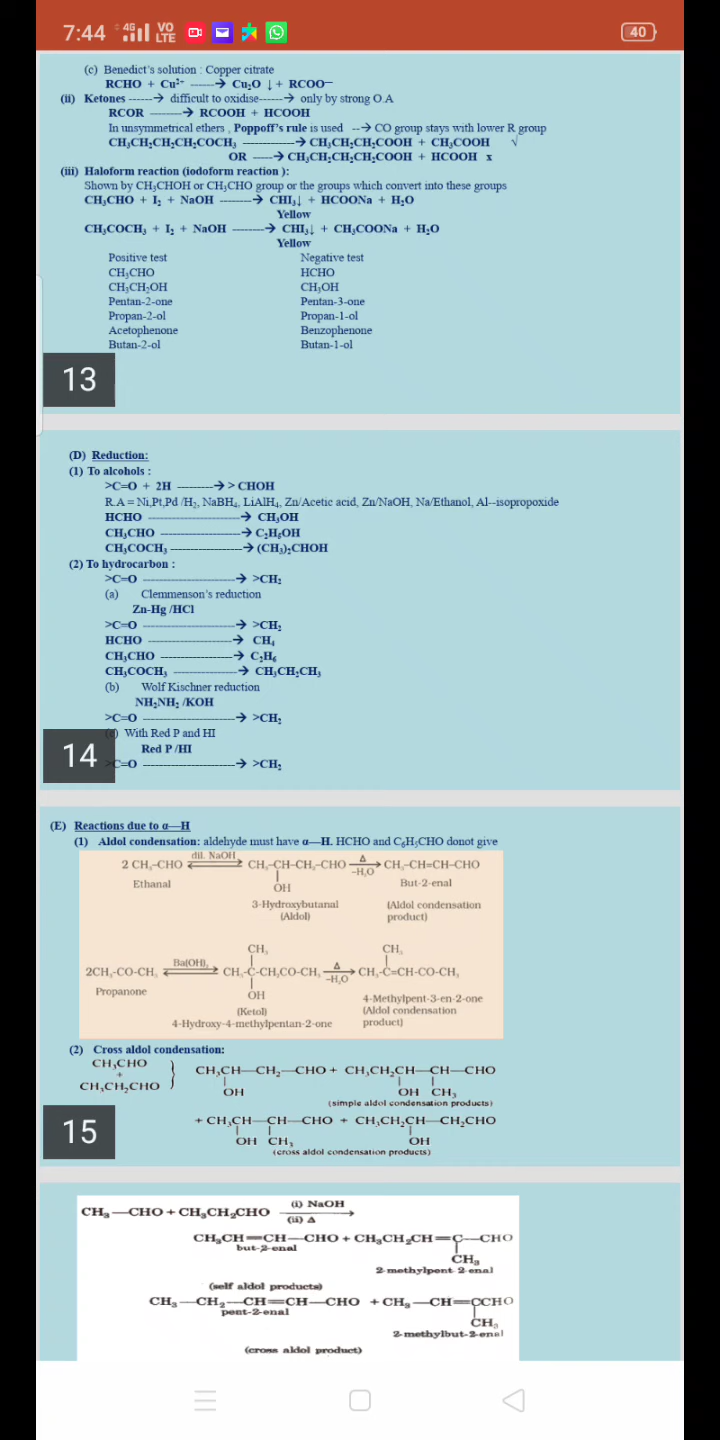 7:44 4G VO LTE 40
(c) Benedict's solution : Copper citrate
RCHO + Cu²⁺ ------→ Cu₂O ↓+ RCOO—
(ii) Ketones ------→ difficult to oxidise------→ only by strong O.A
RCOR --------→ RCOOH + HCOOH
In unsymmetrical ethers , Poppoff's rule is used --→ CO group stays with lower R group
CH₃CH₂CH₂CH₂COCH₃ -------------→ CH₃CH₂CH₂COOH + CH₃COOH √
OR -----→ CH₃CH₂CH₂CH₂COOH + HCOOH x
(iii) Haloform reaction (iodoform reaction ):
Shown by CH₃CHOH or CH₃CHO group or the groups which convert into these groups
CH₃CHO + I₂ + NaOH --------→ CHI₃↓ + HCOONa + H₂O
Yellow
CH₃COCH₃ + I₂ + NaOH --------→ CHI₃↓ + CH₃COONa + H₂O
Yellow
Positive test Negative test
CH₃CHO HCHO
CH₃CH₂OH CH₃OH
Pentan-2-one Pentan-3-one
Propan-2-ol Propan-1-ol
Acetophenone Benzophenone
Butan-2-ol Butan-1-ol
13
(D) Reduction:
(1) To alcohols :
>C=O + 2H ---------→ > CHOH
R.A = Ni,Pt,Pd /H₂, NaBH₄, LiAlH₄, Zn/Acetic acid, Zn/NaOH, Na/Ethanol, Al--isopropoxide
HCHO -----------------------→ CH₃OH
CH₃CHO --------------------→ C₂H₅OH
CH₃COCH₃ ------------------→ (CH₃)₂CHOH
(2) To hydrocarbon :
>C=O -----------------------→ >CH₂
(a) Clemmenson's reduction
Zn-Hg /HCl
>C=O -----------------------→ >CH₂
HCHO ---------------------→ CH₄
CH₃CHO --------------------→ C₂H₆
CH₃COCH₃ ----------------→ CH₃CH₂CH₃
(b) Wolf Kischner reduction
NH₂NH₂ /KOH
>C=O -----------------------→ >CH₂
) With Red P and HI
Red P /HI
14
>C=O -----------------------→ >CH₂
(E) Reactions due to α—H
(1) Aldol condensation: aldehyde must have α—H. HCHO and C₆H₅CHO donot give
2 CH₃-CHO dil. NaOH ⇌ CH₃-CH-CH₂-CHO Δ -H₂O → CH₃-CH=CH-CHO
Ethanal OH But-2-enal
3-Hydroxybutanal (Aldol condensation
(Aldol) product)
CH₃ CH₃
2CH₃-CO-CH₃ Ba(OH)₂ ⇌ CH₃-C-CH₂CO-CH₃ Δ -H₂O → CH₃-C=CH-CO-CH₃
Propanone OH 4-Methylpent-3-en-2-one
(Ketol) (Aldol condensation
4-Hydroxy-4-methylpentan-2-one product)
(2) Cross aldol condensation:
CH₃CHO
+ } CH₃CH—CH₂—CHO + CH₃CH₂CH—CH—CHO
CH₃CH₂CHO OH OH CH₃
(simple aldol condensation products)
15
+ CH₃CH—CH—CHO + CH₃CH₂CH—CH₂CHO
OH CH₃ OH
(cross aldol condensation products)
CH₃—CHO + CH₃CH₂CHO (i) NaOH (ii) Δ →
CH₃CH=CH—CHO + CH₃CH₂CH=C—CHO
but-2-enal CH₃
2-methylpent-2-enal
(self aldol products)
CH₃—CH₂—CH=CH—CHO + CH₃—CH=CCHO
pent-2-enal CH₃
2-methylbut-2-enal
(cross aldol product)